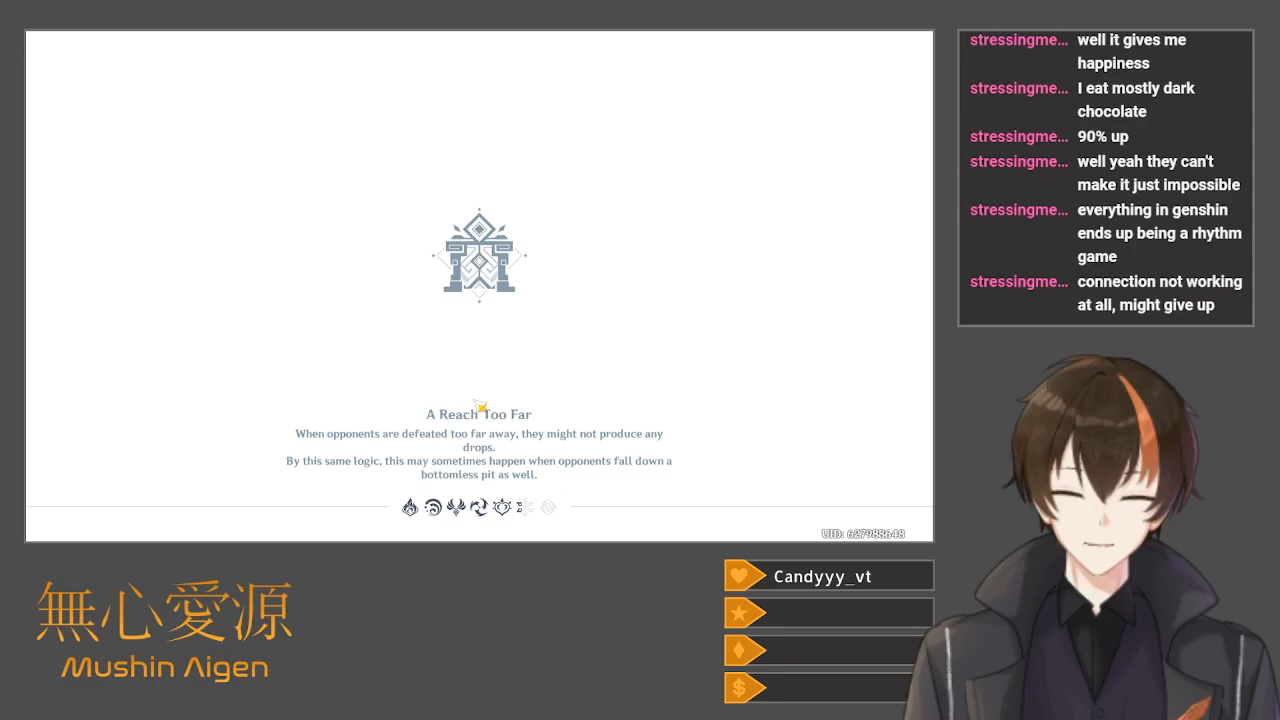 stressingme... well it gives me
happiness
stressingme... I eat mostly dark
chocolate
stressingme... 90% up
stressingme... well yeah they can't
make it just impossible
stressingme... everything in genshin
ends up being a rhythm
game
stressingme... connection not working
at all, might give up
A Reach Too Far
When opponents are defeated too far away, they might not produce any
drops.
By this same logic, this may sometimes happen when opponents fall down a
bottomless pit as well.
UID: 627988648
Candyyy_vt
無心愛源
Mushin Aigen